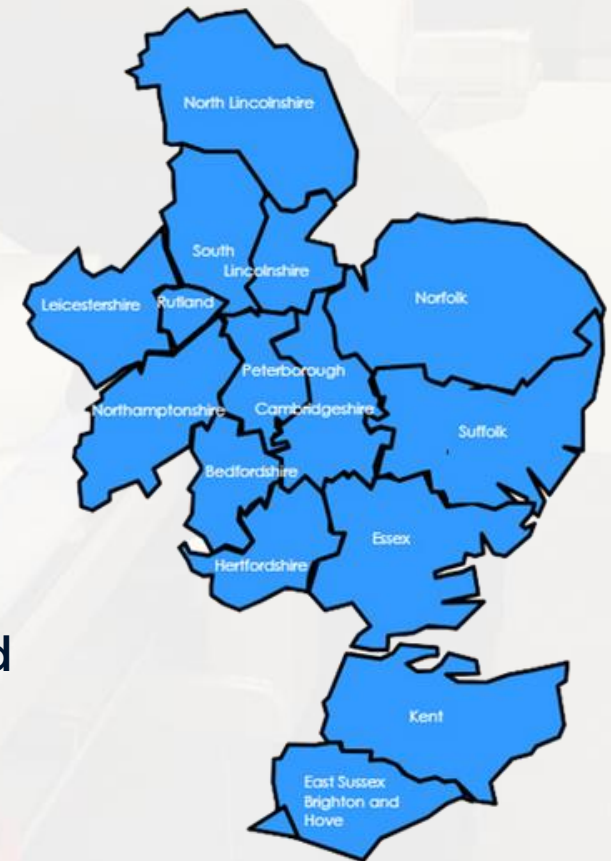 North Lincolnshire
South
Lincolnshire
Leicestershire
Rutland
Norfolk
Peterborough
Northamptonshire
Cambridgeshire
Suffolk
Bedfordshire
Essex
Hertfordshire
d
Kent
East Sussex
Brighton and
Hove